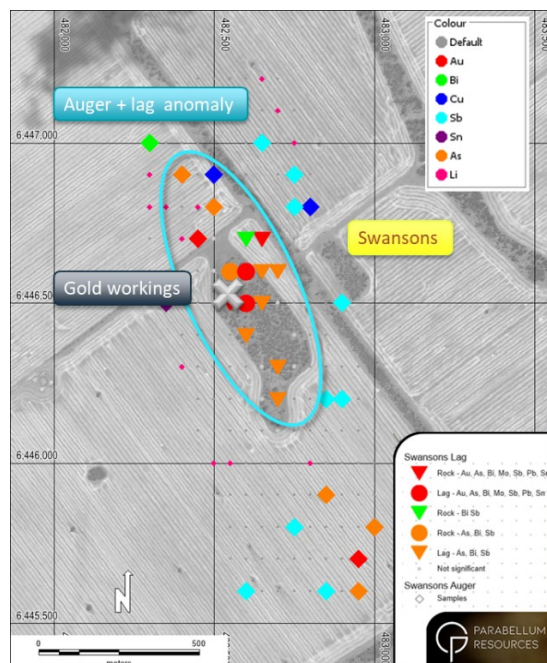 482,000
482,500
483,000
Colour
Default
Au
Bi
Cu
Sb
Sn
As
Li
Auger + lag anomaly
6,447,000
Swansons
Gold workings
6,446,500
6,446,000
Swansons Lag
Rock - Au, As, Bi, Mo, Sb, Pb, Sn
Lag - Au, As, Bi, Mo, Sb, Pb, Sm
Rock - Bi Sb
Rock - As, Bi, Sb
Lag - As, Bi, Sb
Not significant
Swansons Auger
Samples
6,445,500
N
0
500
meters
PARABELLUM
RESOURCES